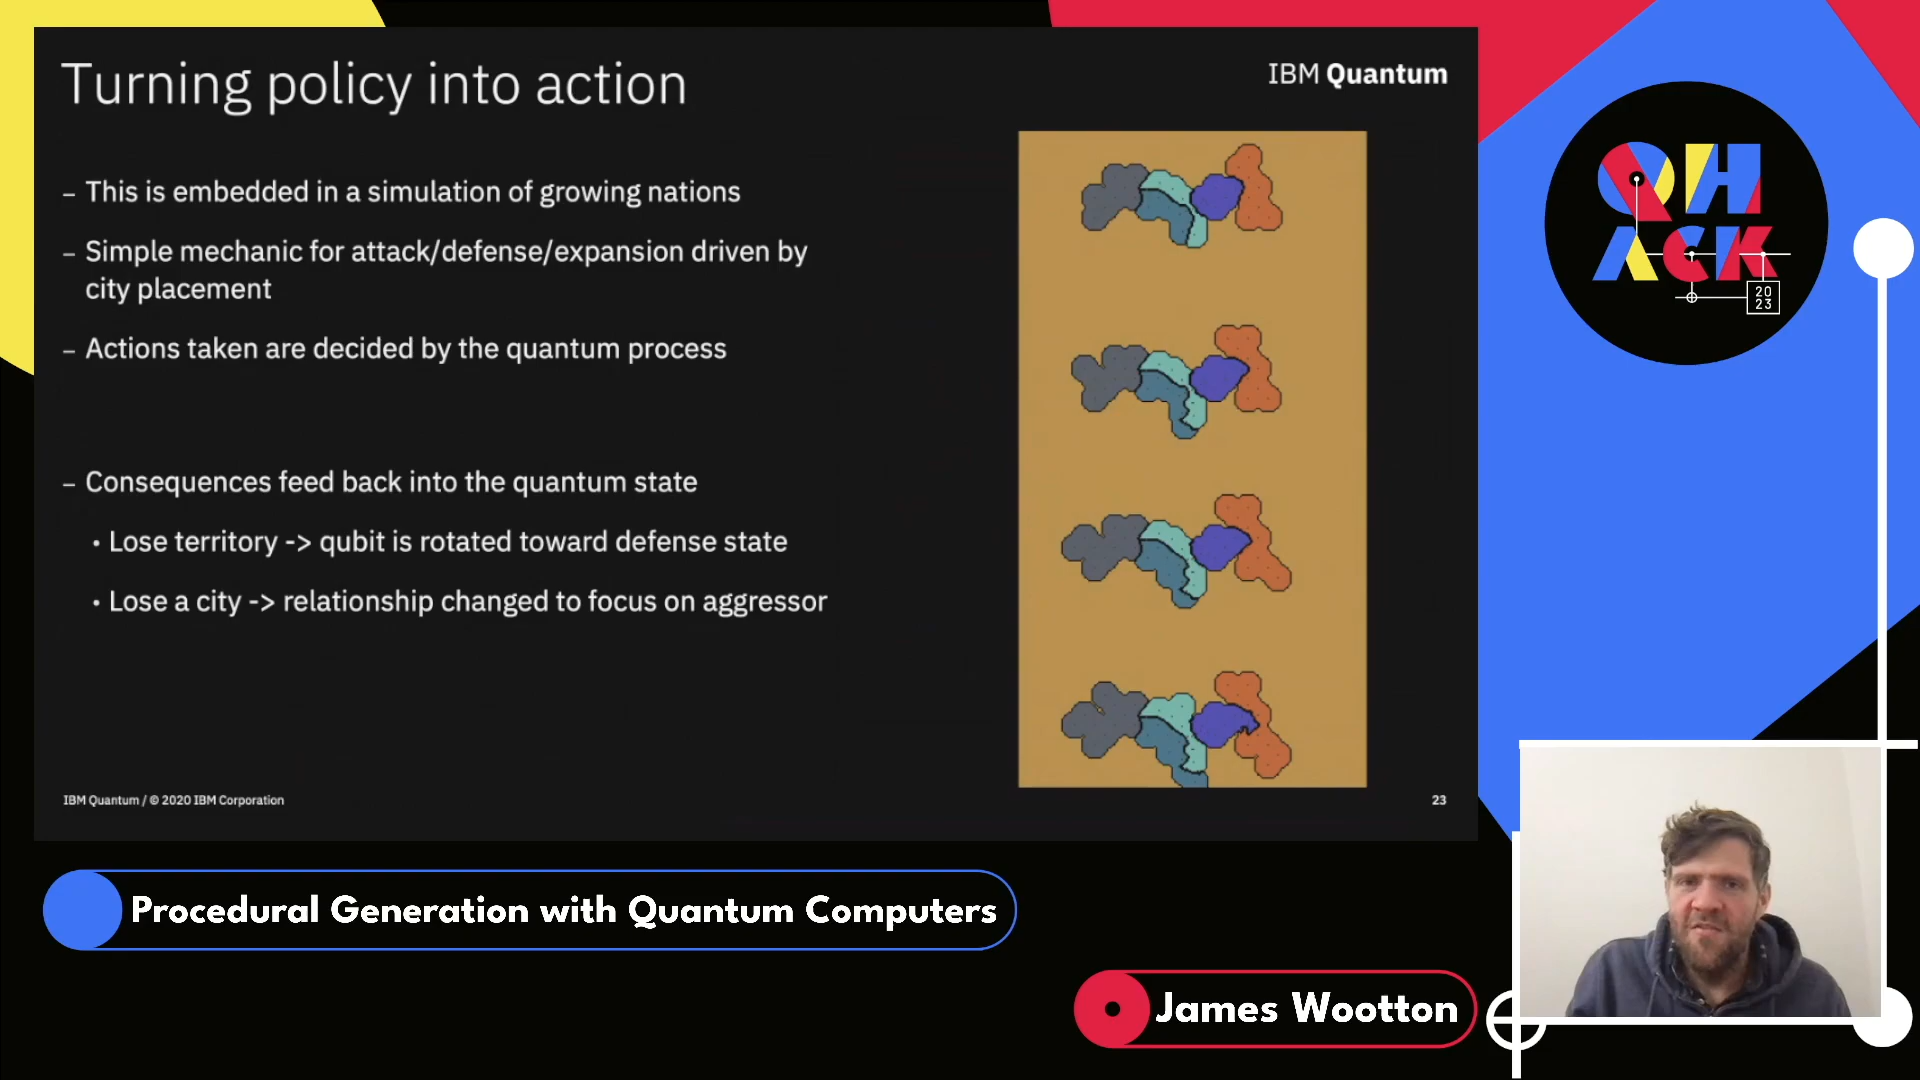 Turning policy into action
IBM Quantum
– This is embedded in a simulation of growing nations
– Simple mechanic for attack/defense/expansion driven by
city placement
– Actions taken are decided by the quantum process
– Consequences feed back into the quantum state
• Lose territory -> qubit is rotated toward defense state
• Lose a city -> relationship changed to focus on aggressor
IBM Quantum / © 2020 IBM Corporation
23
QH
ACK
20
23
Procedural Generation with Quantum Computers
James Wootton